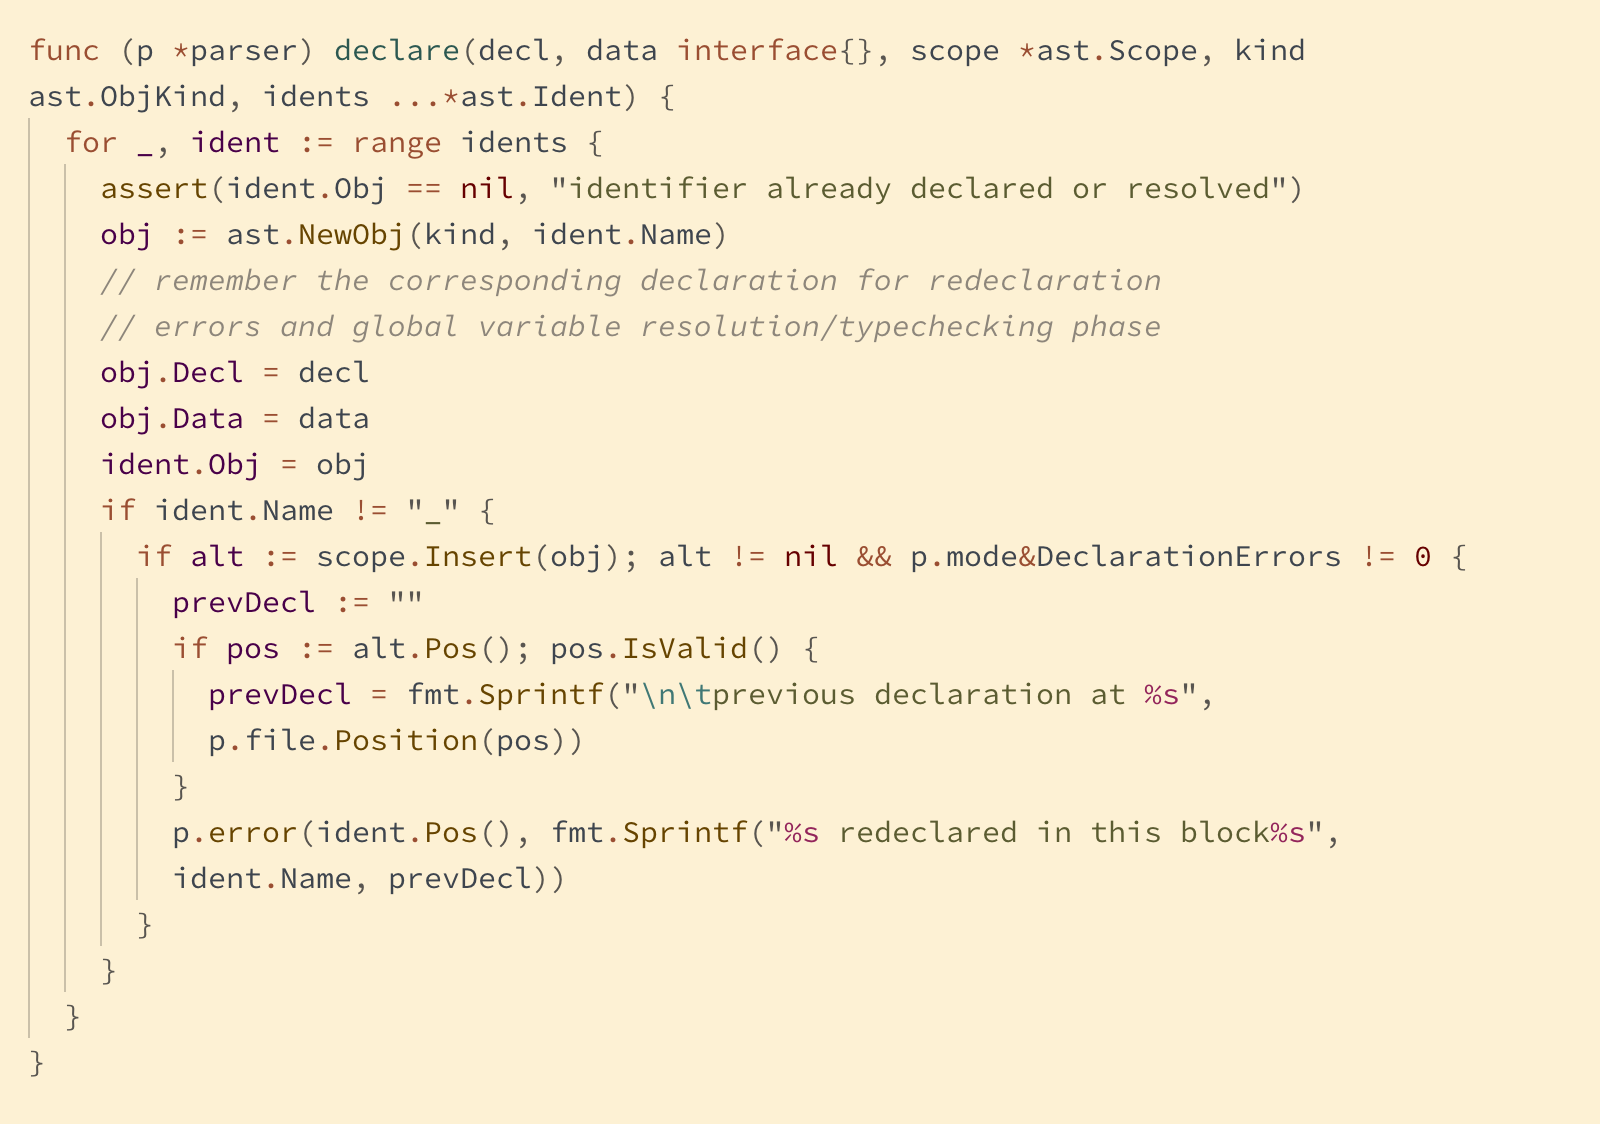 func (p *parser) declare(decl, data interface{}, scope *ast.Scope, kind
ast.ObjKind, idents ...*ast.Ident) {
for _, ident := range idents {
assert(ident.Obj == nil, "identifier already declared or resolved")
obj := ast.NewObj(kind, ident.Name)
// remember the corresponding declaration for redeclaration
// errors and global variable resolution/typechecking phase
obj.Decl = decl
obj.Data = data
ident.Obj = obj
if ident.Name != "_" {
if alt := scope.Insert(obj); alt != nil && p.mode&DeclarationErrors != 0 {
prevDecl := ""
if pos := alt.Pos(); pos.IsValid() {
prevDecl = fmt.Sprintf("\n\tprevious declaration at %s",
p.file.Position(pos))
}
p.error(ident.Pos(), fmt.Sprintf("%s redeclared in this block%s",
ident.Name, prevDecl))
}
}
}
}